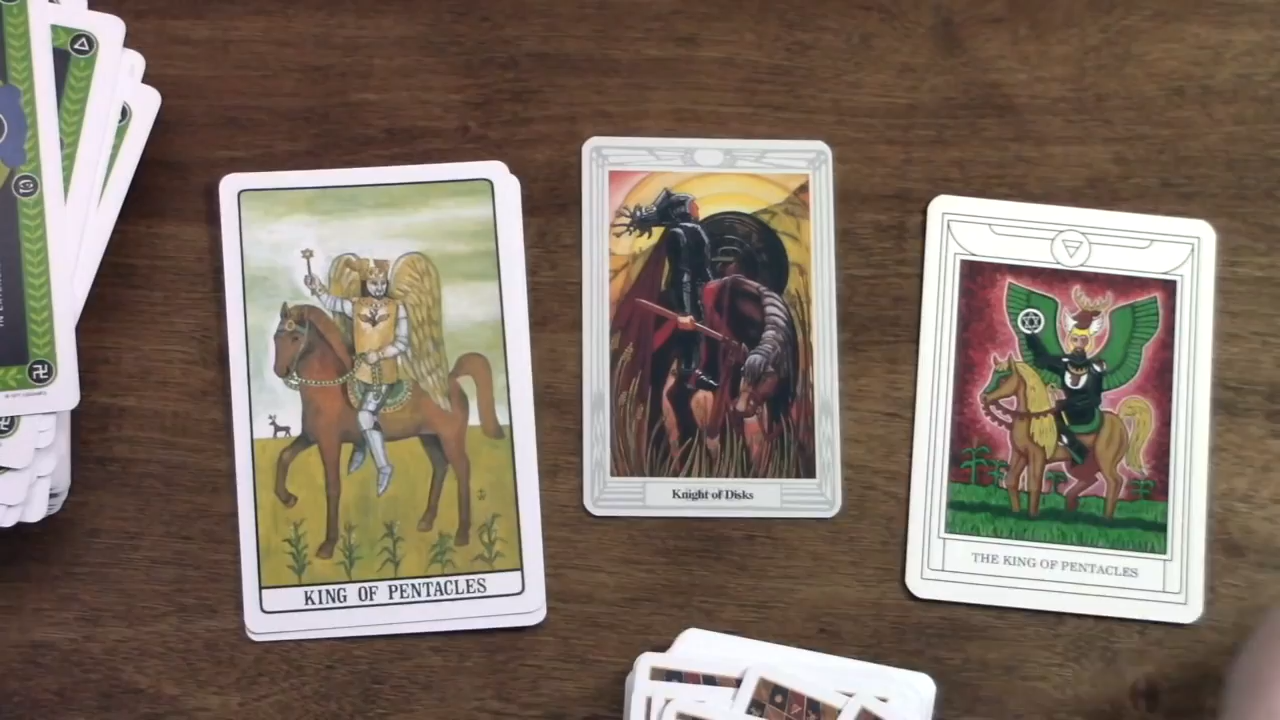 KING OF PENTACLES
Knight of Disks
THE KING OF PENTACLES